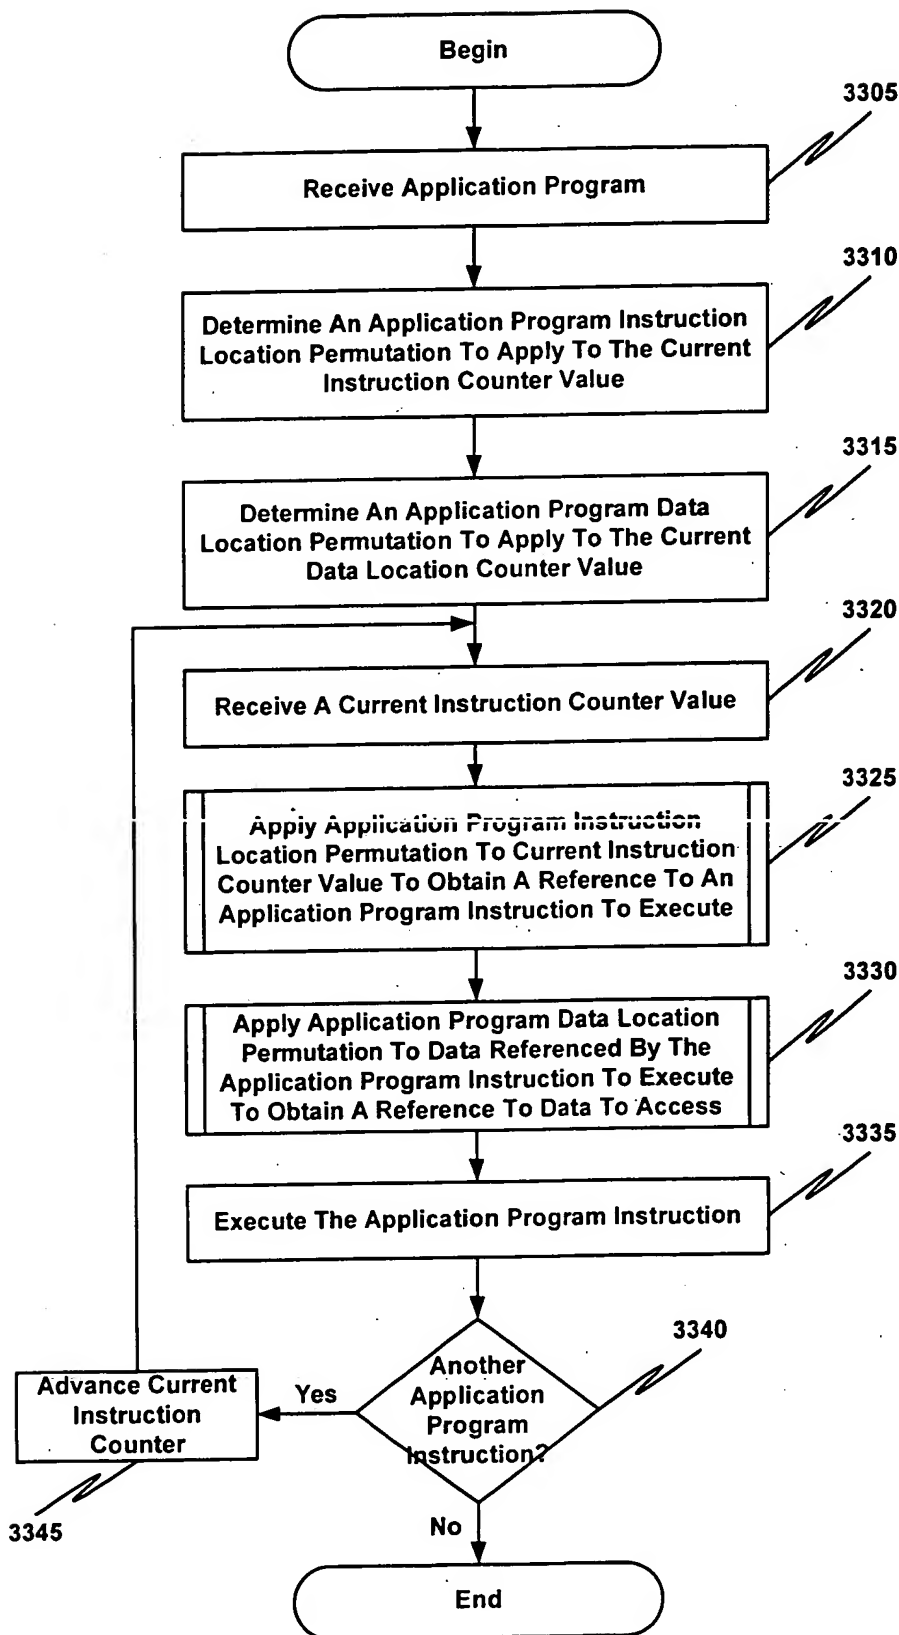 Begin
3305
Receive Application Program
3310
Determine An Application Program Instruction
Location Permutation To Apply To The Current
Instruction Counter Value
3315
Determine An Application Program Data
Location Permutation To Apply To The Current
Data Location Counter Value
3320
Receive A Current Instruction Counter Value
3325
Apply Application Program Instruction
Location Permutation To Current Instruction
Counter Value To Obtain A Reference To An
Application Program Instruction To Execute
3330
Apply Application Program Data Location
Permutation To Data Referenced By The
Application Program Instruction To Execute
To Obtain A Reference To Data To Access
3335
Execute The Application Program Instruction
3340
Another
Application
Program
Instruction?
Yes
Advance Current
Instruction
Counter
3345
No
End